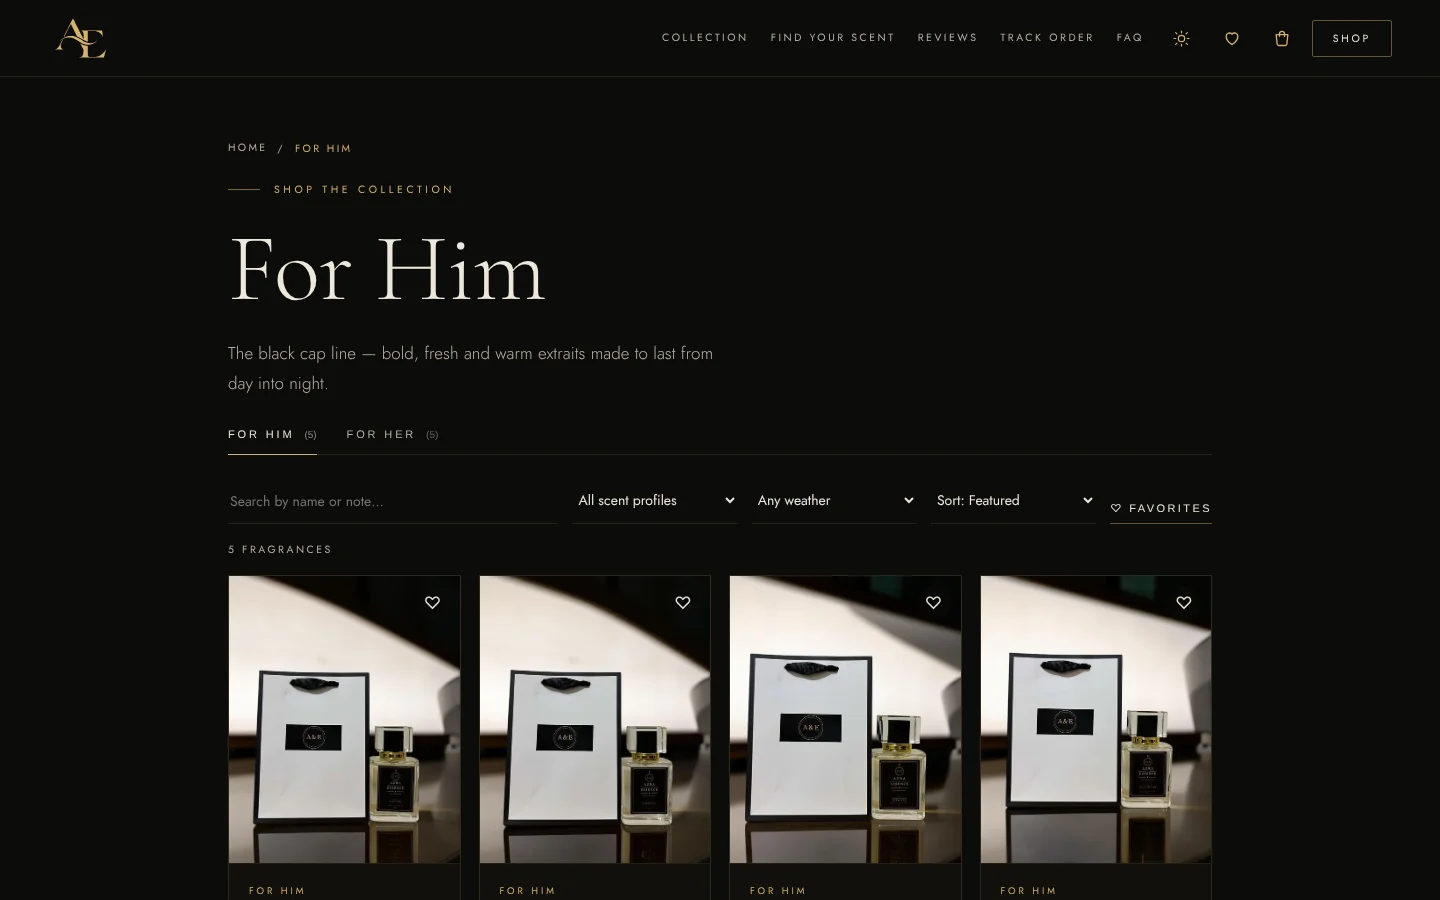 AE
COLLECTION FIND YOUR SCENT REVIEWS TRACK ORDER FAQ SHOP
HOME / FOR HIM
SHOP THE COLLECTION
For Him
The black cap line — bold, fresh and warm extraits made to last from
day into night.
FOR HIM (5) FOR HER (5)
Search by name or note... All scent profiles Any weather Sort: Featured ♡ FAVORITES
5 FRAGRANCES
A&E A&E A&E A&E
FOR HIM FOR HIM FOR HIM FOR HIM